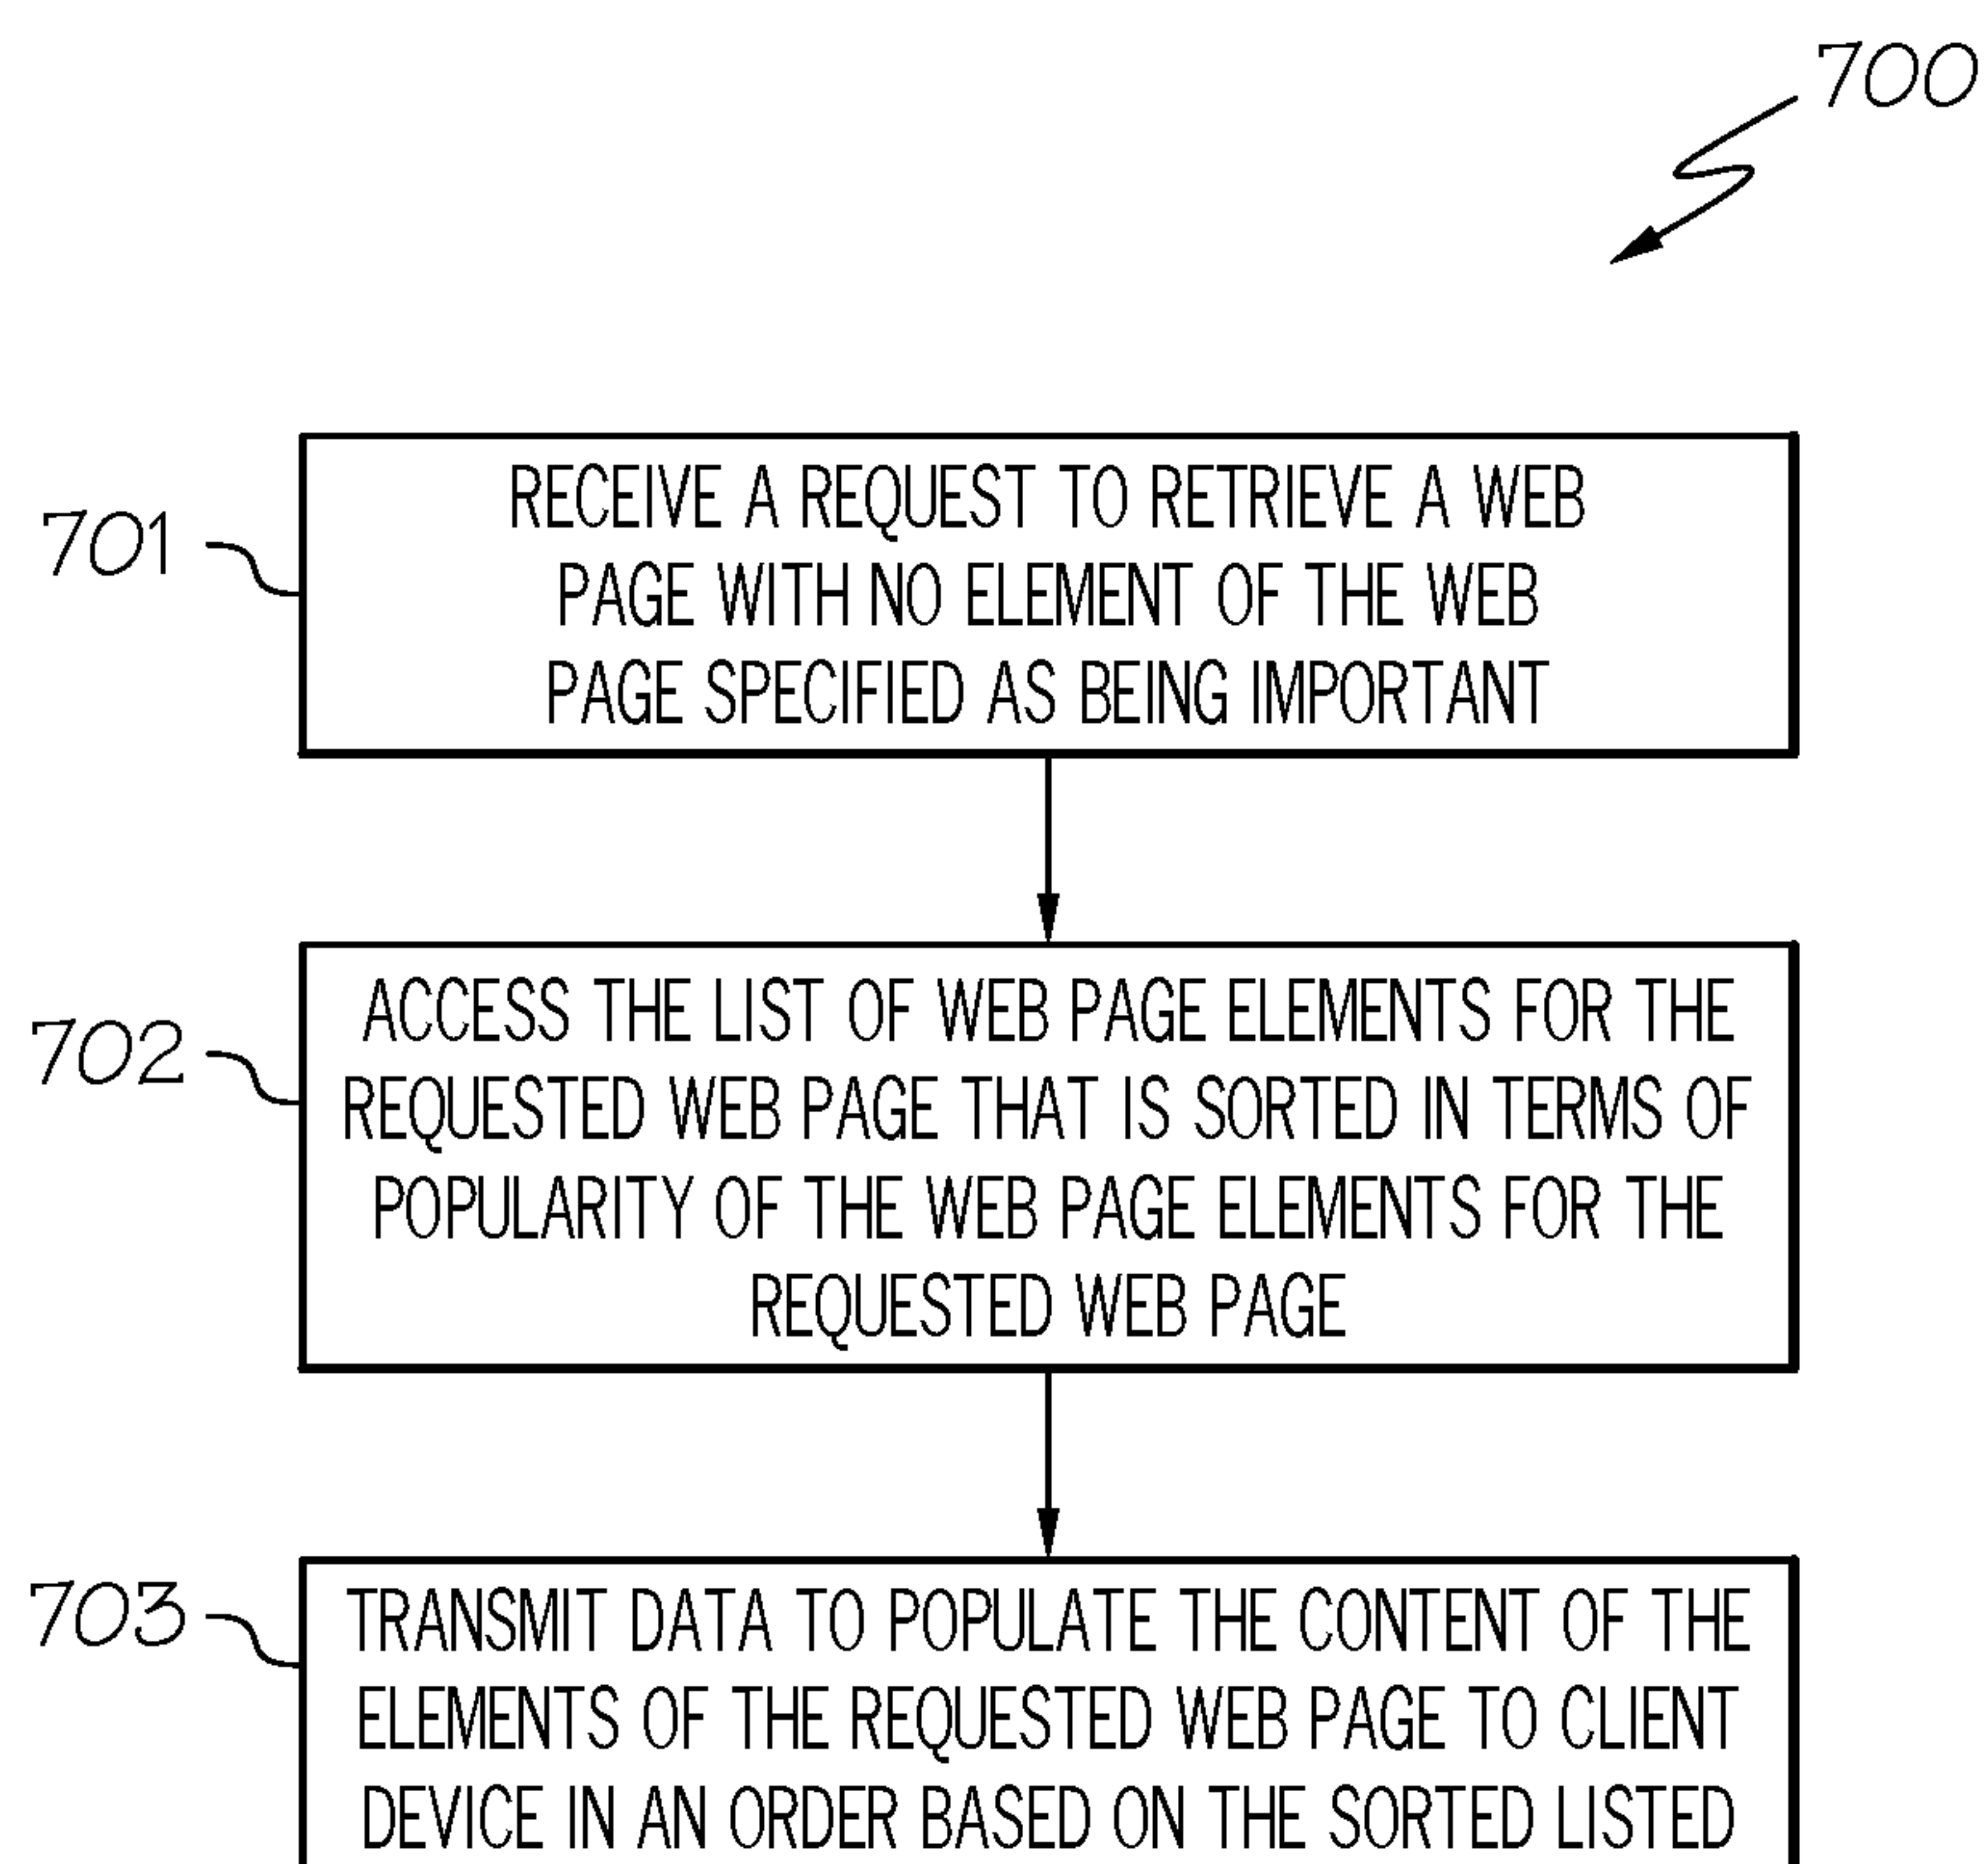 700
701
RECEIVE A REQUEST TO RETRIEVE A WEB
PAGE WITH NO ELEMENT OF THE WEB
PAGE SPECIFIED AS BEING IMPORTANT
702
ACCESS THE LIST OF WEB PAGE ELEMENTS FOR THE
REQUESTED WEB PAGE THAT IS SORTED IN TERMS OF
POPULARITY OF THE WEB PAGE ELEMENTS FOR THE
REQUESTED WEB PAGE
703
TRANSMIT DATA TO POPULATE THE CONTENT OF THE
ELEMENTS OF THE REQUESTED WEB PAGE TO CLIENT
DEVICE IN AN ORDER BASED ON THE SORTED LISTED